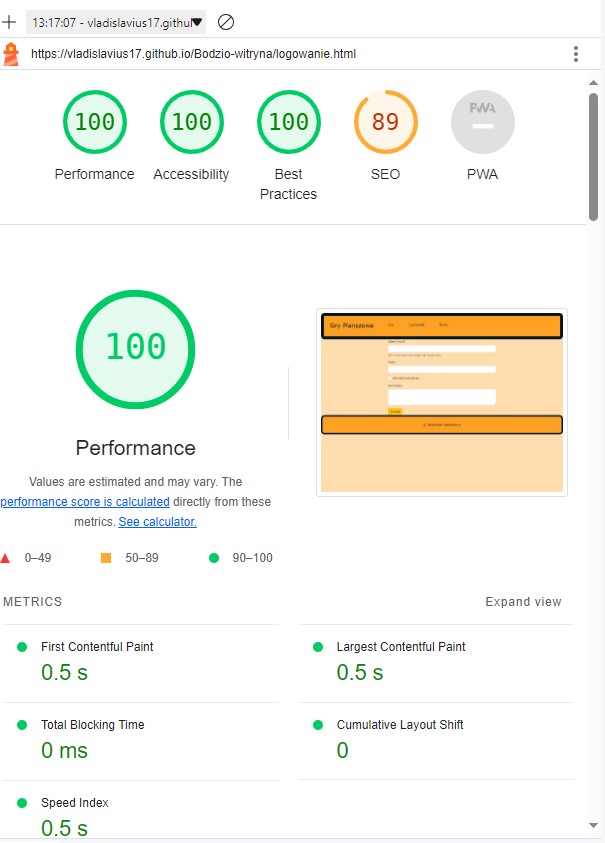 13:17:07 - vladislavius17.githul
https://vladislavius17.github.io/Bodzio-witryna/logowanie.html
100 100 100 89 PWA
Performance Accessibility Best Practices SEO PWA
100
Gry Planszowe
Performance
Values are estimated and may vary. The
performance score is calculated directly from these
metrics. See calculator.
0–49 50–89 90–100
METRICS Expand view
First Contentful Paint Largest Contentful Paint
0.5 s 0.5 s
Total Blocking Time Cumulative Layout Shift
0 ms 0
Speed Index
0.5 s